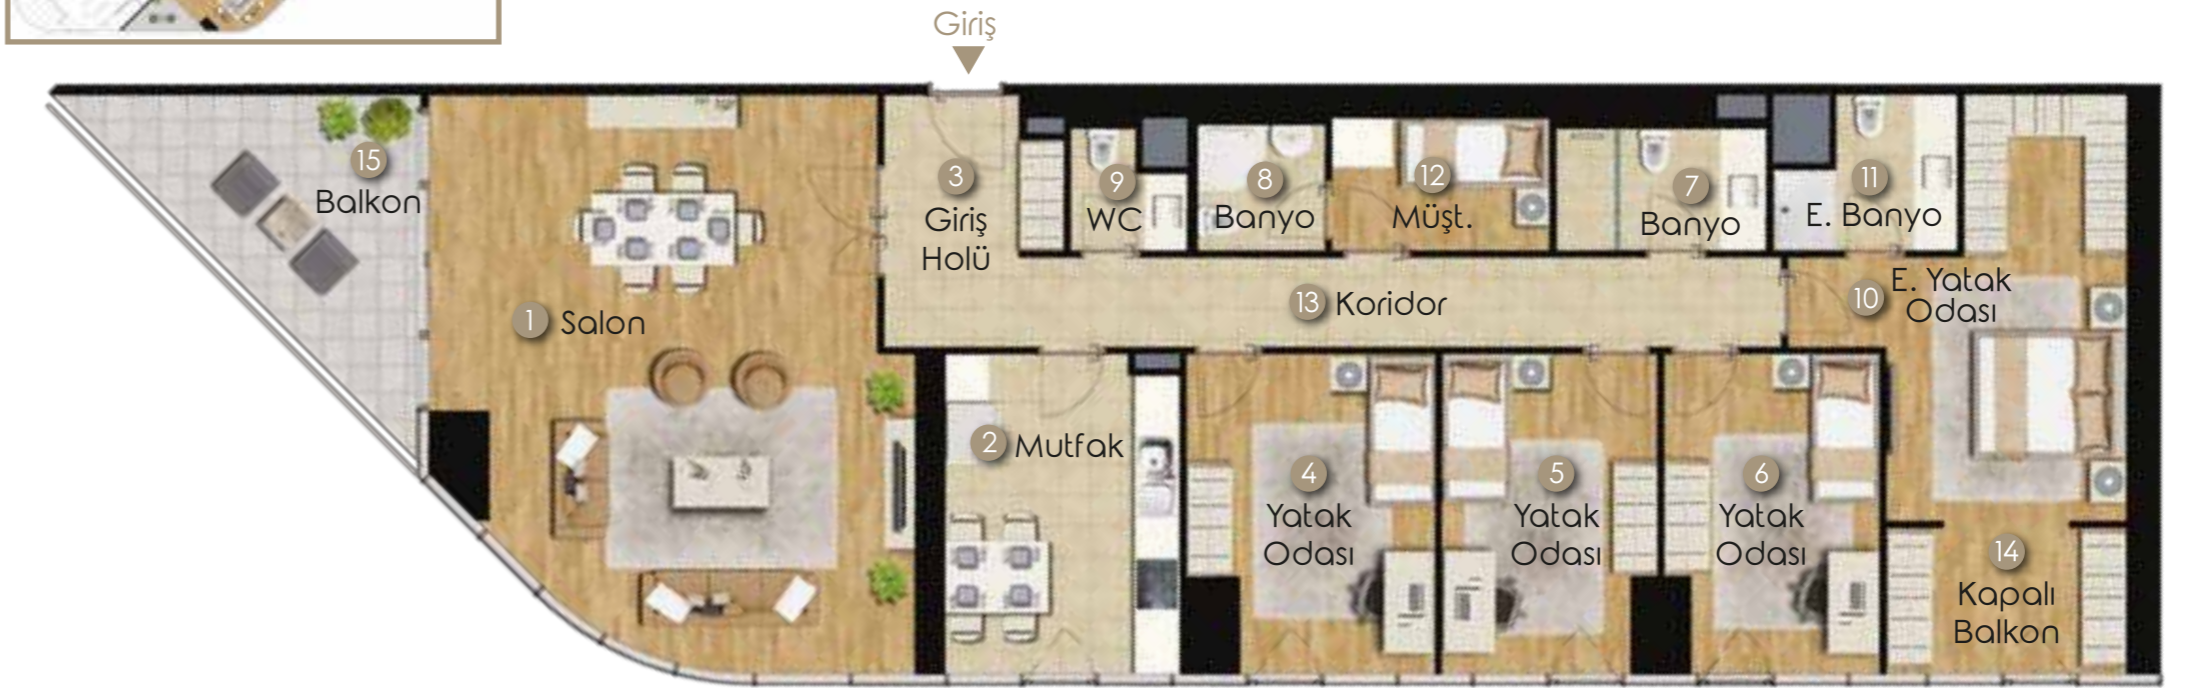 Giriş
15
Balkon
1 Salon
3
Giriş
Holü
9
WC
8
Banyo
12
Müşt.
7
Banyo
11
E. Banyo
13 Koridor
10 E. Yatak
Odası
2 Mutfak
4
Yatak
Odası
5
Yatak
Odası
6
Yatak
Odası
14
Kapalı
Balkon